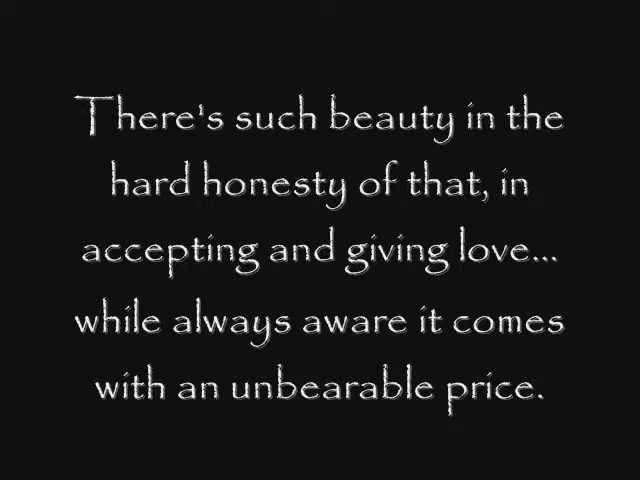 There's such beauty in the
hard honesty of that, in
accepting and giving love...
while always aware it comes
with an unbearable price.